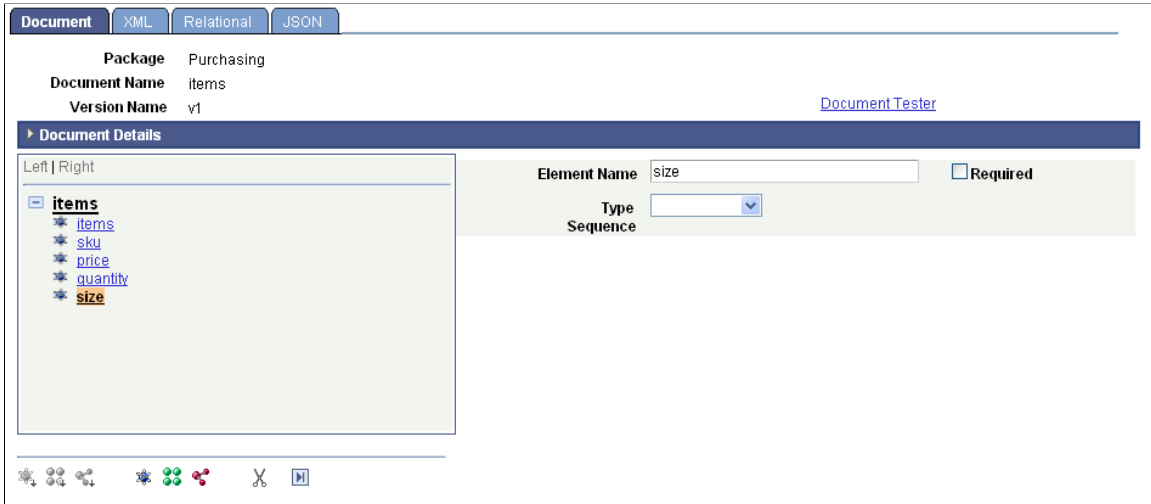 Document XML Relational JSON
Package Purchasing
Document Name items
Version Name v1
Document Tester
Document Details
Left | Right
Element Name size Required
Type
Sequence
items
items
sku
price
quantity
size